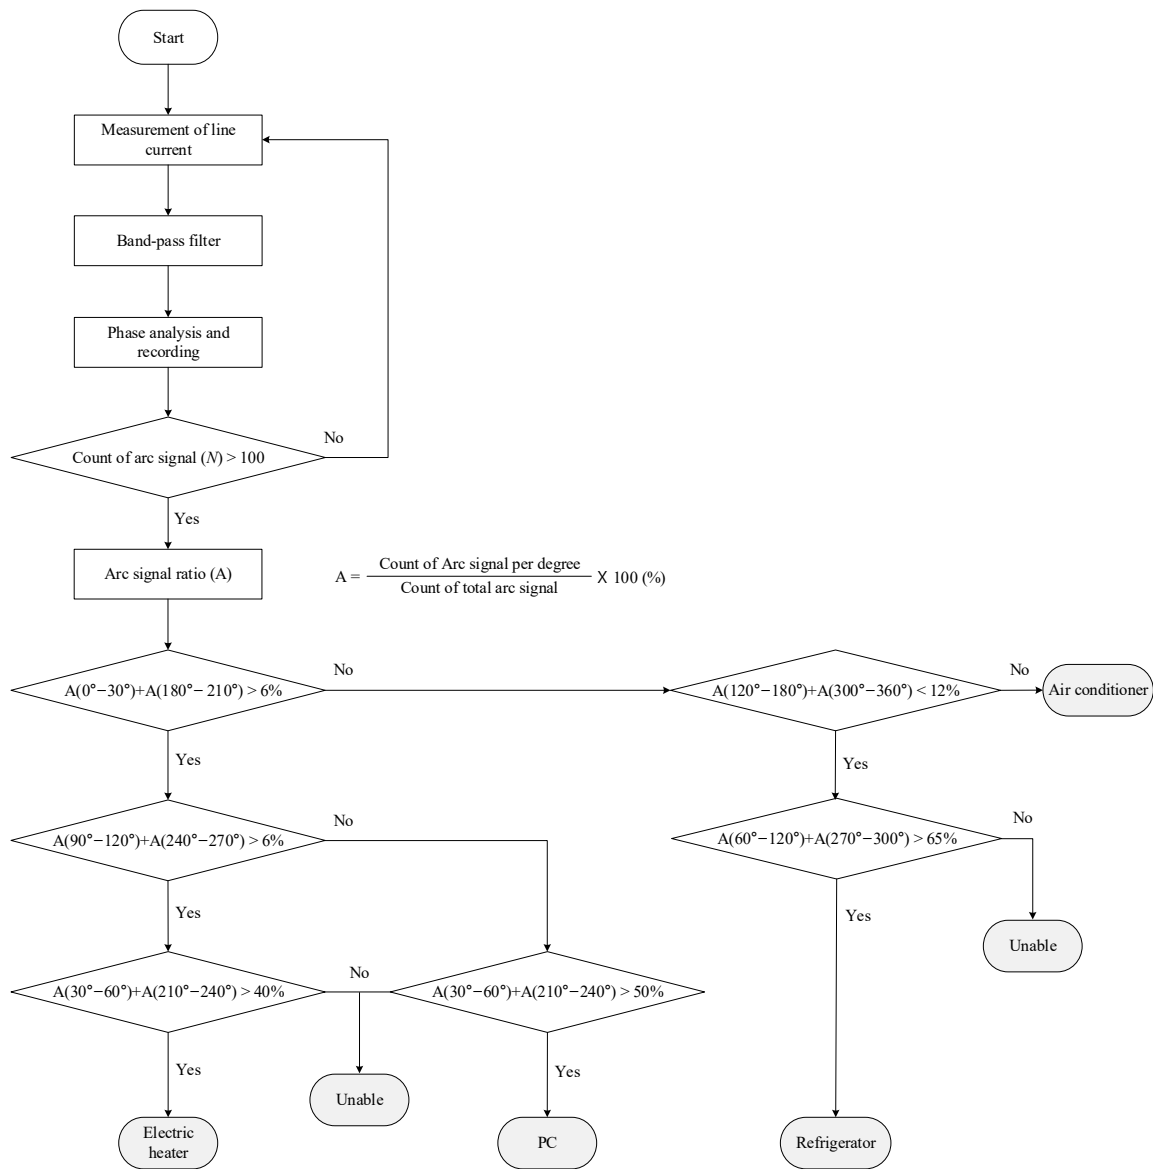 Start
Measurement of line
current
Band-pass filter
Phase analysis and
recording
Count of arc signal (N) > 100
No
Yes
Arc signal ratio (A)
A = Count of Arc signal per degree
Count of total arc signal
X 100 (%)
A(0°−30°)+A(180°−210°) > 6%
No
A(120°−180°)+A(300°−360°) < 12%
No
Air conditioner
Yes
Yes
A(90°−120°)+A(240°−270°) > 6%
No
A(60°−120°)+A(270°−300°) > 65%
No
Yes
Yes
Unable
A(30°−60°)+A(210°−240°) > 40%
No
A(30°−60°)+A(210°−240°) > 50%
Yes
Yes
Unable
Electric
heater
PC
Refrigerator